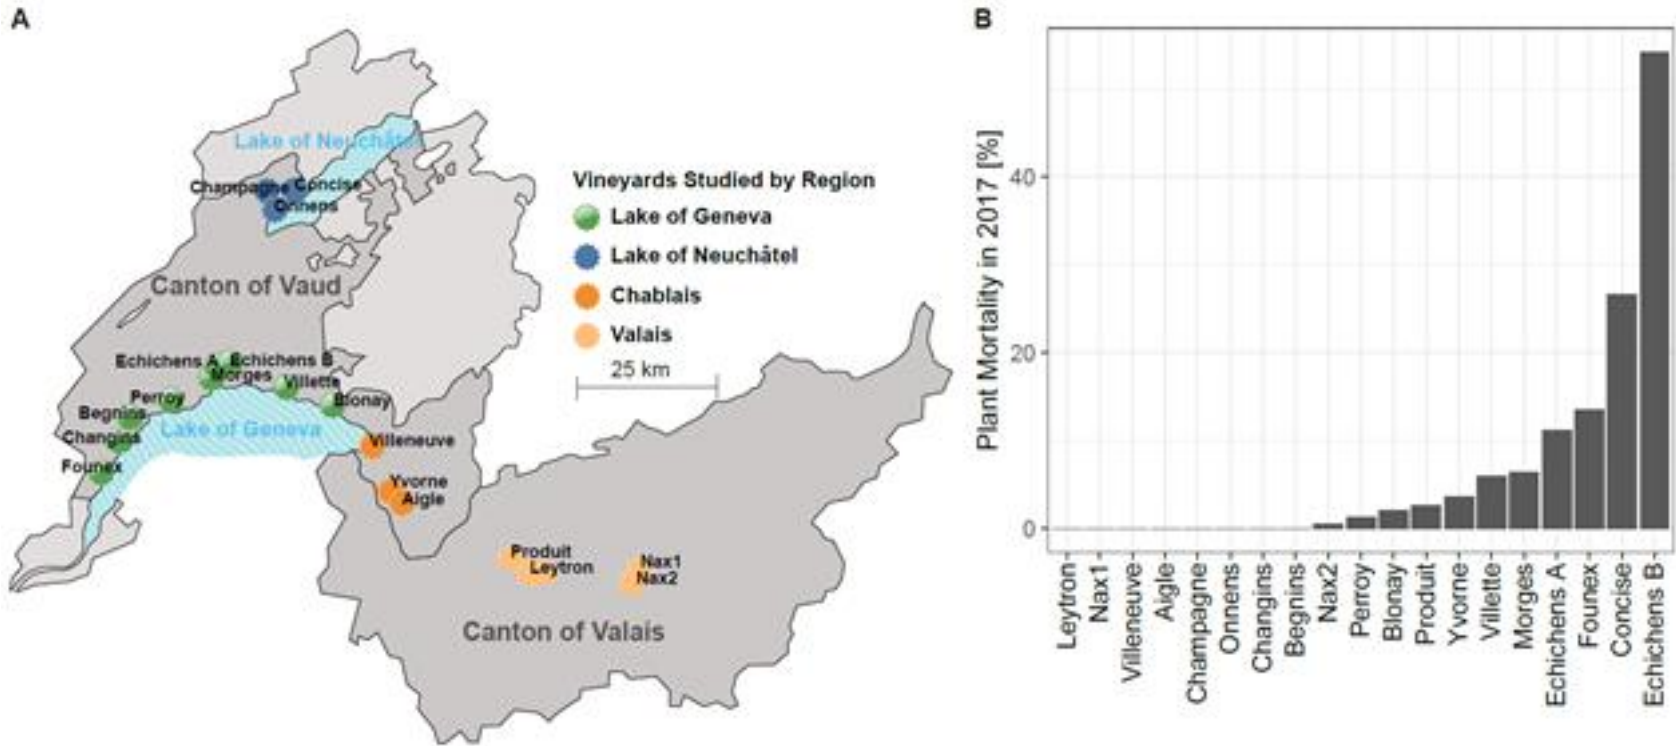 A
Lake of Neuchâtel
Champagne
Concise
Onnens
Canton of Vaud
Echichens A
Echichens B
Morges
Villette
Perroy
Blonay
Begnins
Lake of Geneva
Changins
Villeneuve
Founex
Yvorne
Aigle
Produit
Leytron
Nax1
Nax2
Canton of Valais
Vineyards Studied by Region
Lake of Geneva
Lake of Neuchâtel
Chablais
Valais
25 km
B
Plant Mortality in 2017 [%]
40
20
0
Leytron
Nax1
Villeneuve
Aigle
Champagne
Onnens
Changins
Begnins
Nax2
Perroy
Blonay
Produit
Yvorne
Villette
Morges
Echichens A
Founex
Concise
Echichens B